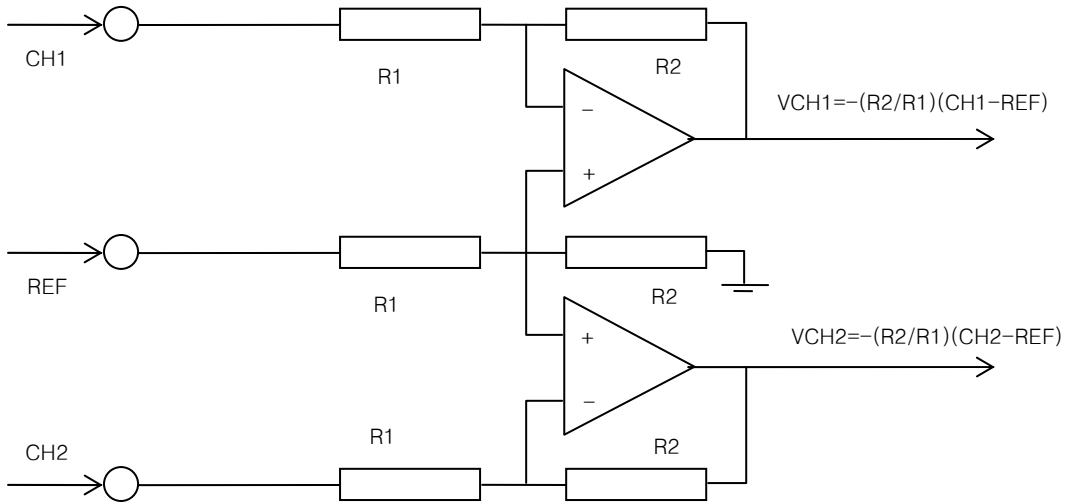 CH1
R1
R2
−
VCH1=−(R2/R1)(CH1−REF)
+
REF
R1
R2
+
VCH2=−(R2/R1)(CH2−REF)
−
CH2
R1
R2